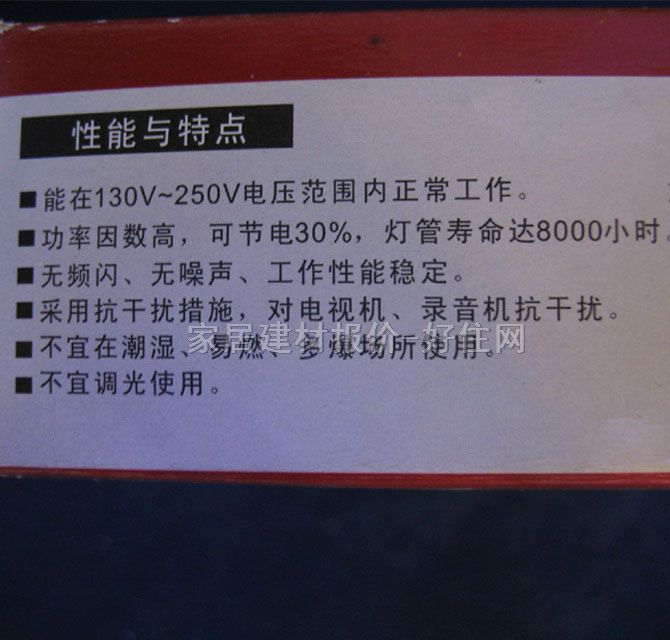 性能与特点
■能在130V~250V电压范围内正常工作。
■功率因数高，可节电30%，灯管寿命达8000小时。
■无频闪、无噪声、工作性能稳定。
■采用抗干扰措施，对电视机、录音机抗干扰。
家居建材报价-好住网
■不宜在潮湿、易燃、多爆场所使用。
■不宜调光使用。